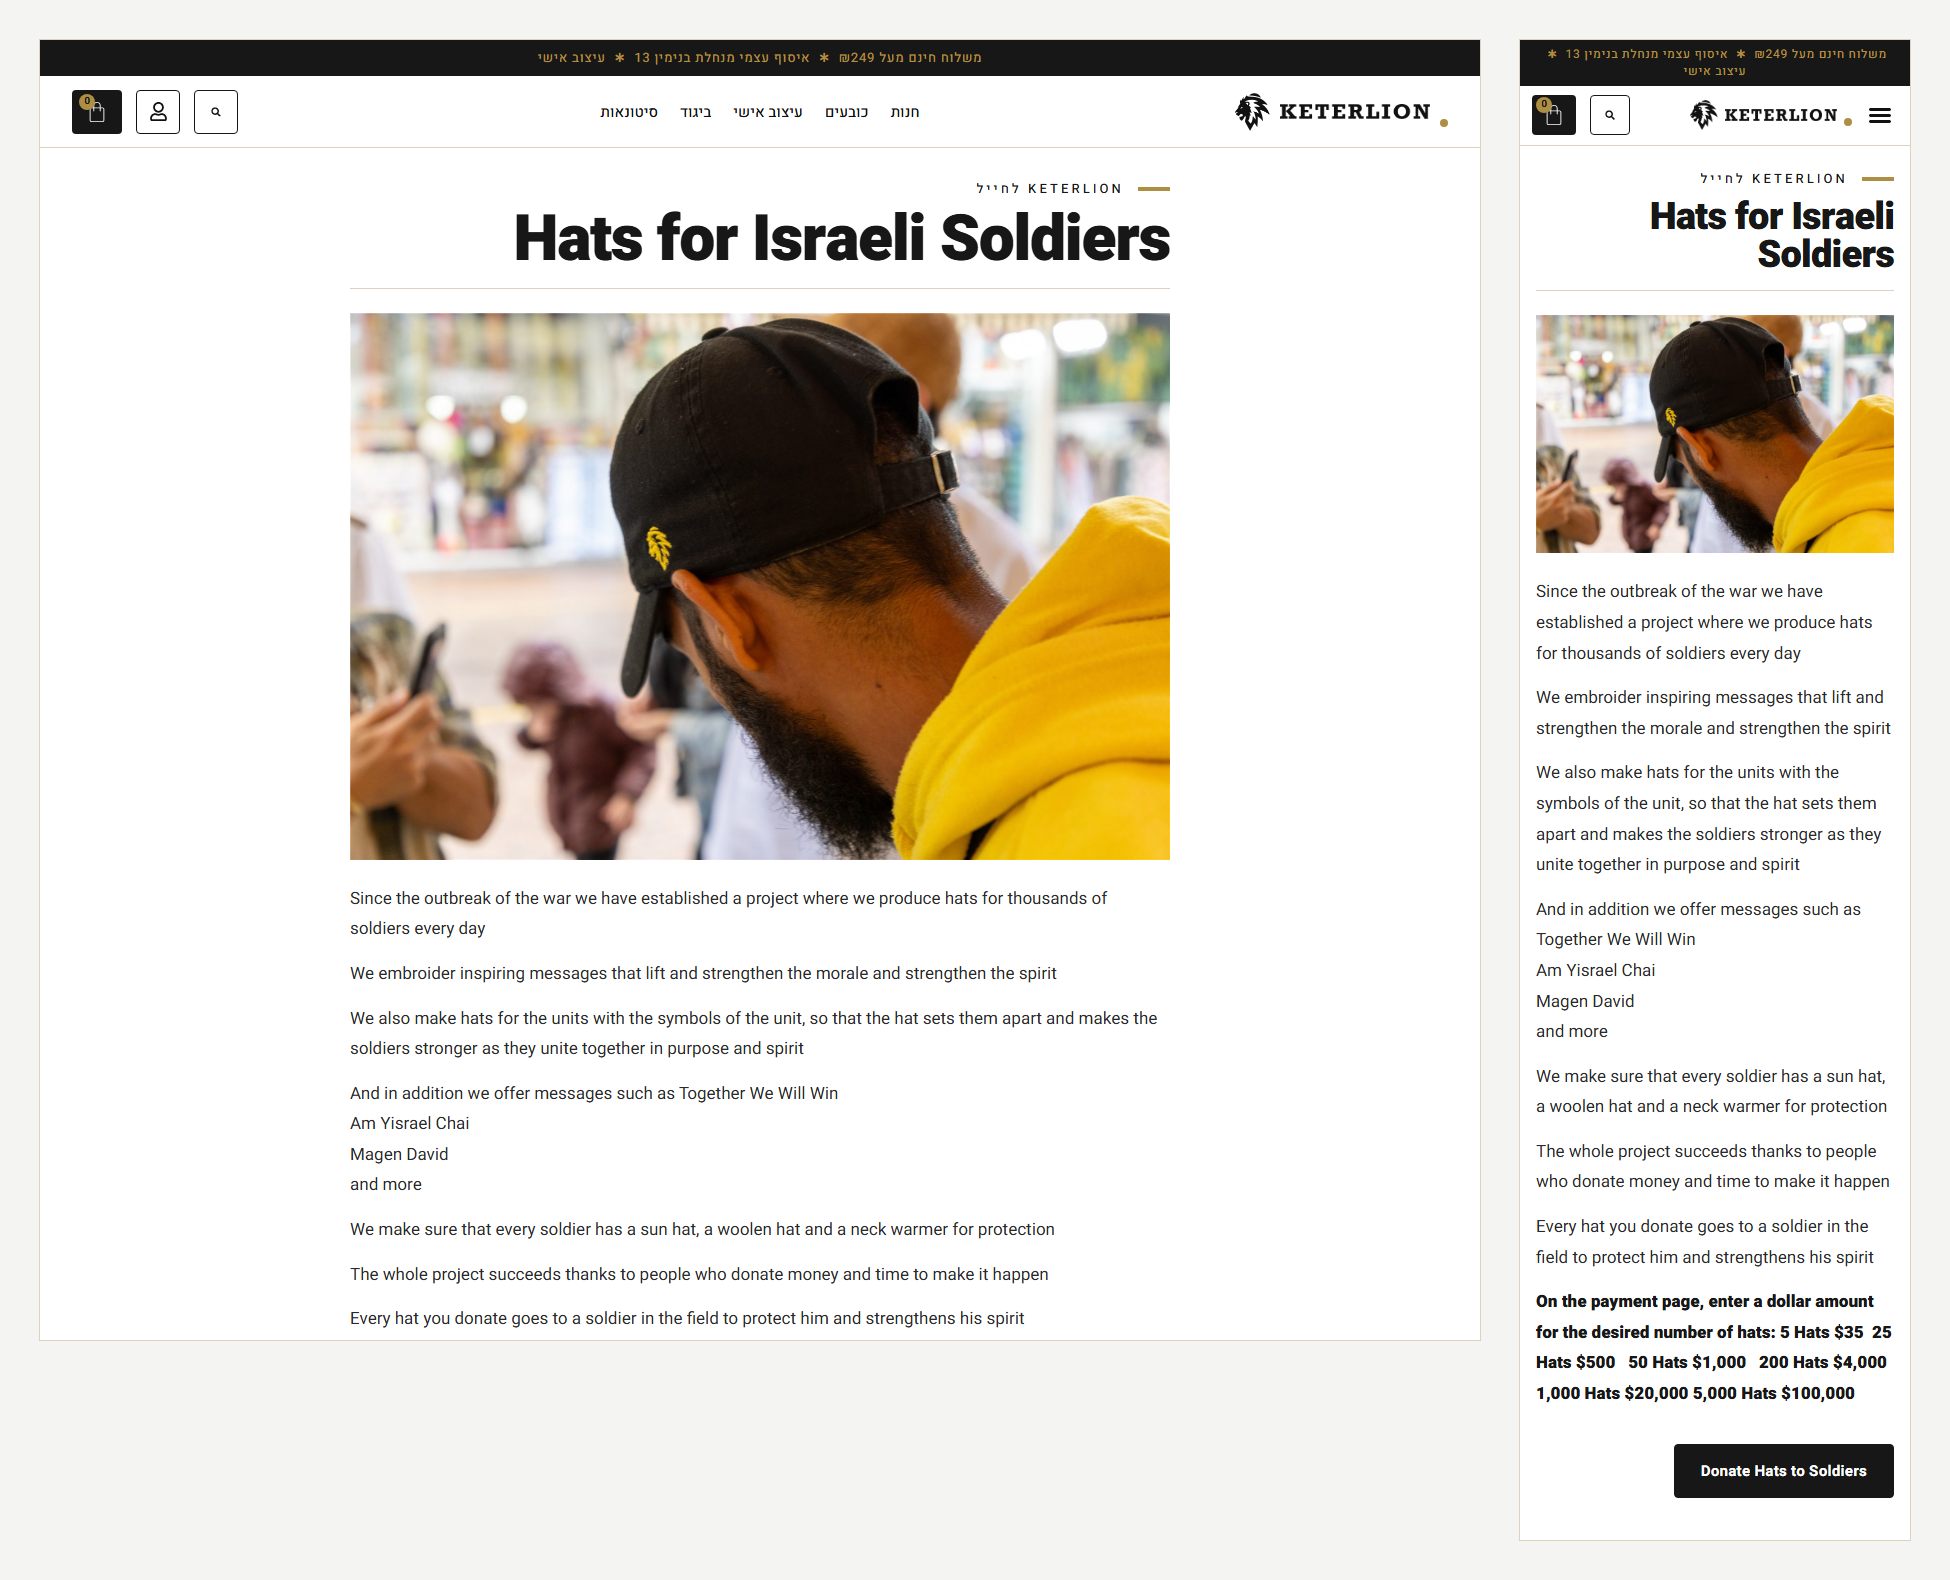 משלוח חינם מעל ₪249 ✱ איסוף עצמי מנחלת בנימין 13 ✱ עיצוב אישי
KETERLION
חנות כובעים עיצוב אישי ביגוד סיטונאות
0
KETERLION לחייל
Hats for Israeli Soldiers
Since the outbreak of the war we have established a project where we produce hats for thousands of
soldiers every day
We embroider inspiring messages that lift and strengthen the morale and strengthen the spirit
We also make hats for the units with the symbols of the unit, so that the hat sets them apart and makes the
soldiers stronger as they unite together in purpose and spirit
And in addition we offer messages such as Together We Will Win
Am Yisrael Chai
Magen David
and more
We make sure that every soldier has a sun hat, a woolen hat and a neck warmer for protection
The whole project succeeds thanks to people who donate money and time to make it happen
Every hat you donate goes to a soldier in the field to protect him and strengthens his spirit
משלוח חינם מעל ₪249 ✱ איסוף עצמי מנחלת בנימין 13 ✱
עיצוב אישי
KETERLION
0
KETERLION לחייל
Hats for Israeli
Soldiers
Since the outbreak of the war we have
established a project where we produce hats
for thousands of soldiers every day
We embroider inspiring messages that lift and
strengthen the morale and strengthen the spirit
We also make hats for the units with the
symbols of the unit, so that the hat sets them
apart and makes the soldiers stronger as they
unite together in purpose and spirit
And in addition we offer messages such as
Together We Will Win
Am Yisrael Chai
Magen David
and more
We make sure that every soldier has a sun hat,
a woolen hat and a neck warmer for protection
The whole project succeeds thanks to people
who donate money and time to make it happen
Every hat you donate goes to a soldier in the
field to protect him and strengthens his spirit
On the payment page, enter a dollar amount
for the desired number of hats: 5 Hats $35 25
Hats $500 50 Hats $1,000 200 Hats $4,000
1,000 Hats $20,000 5,000 Hats $100,000
Donate Hats to Soldiers